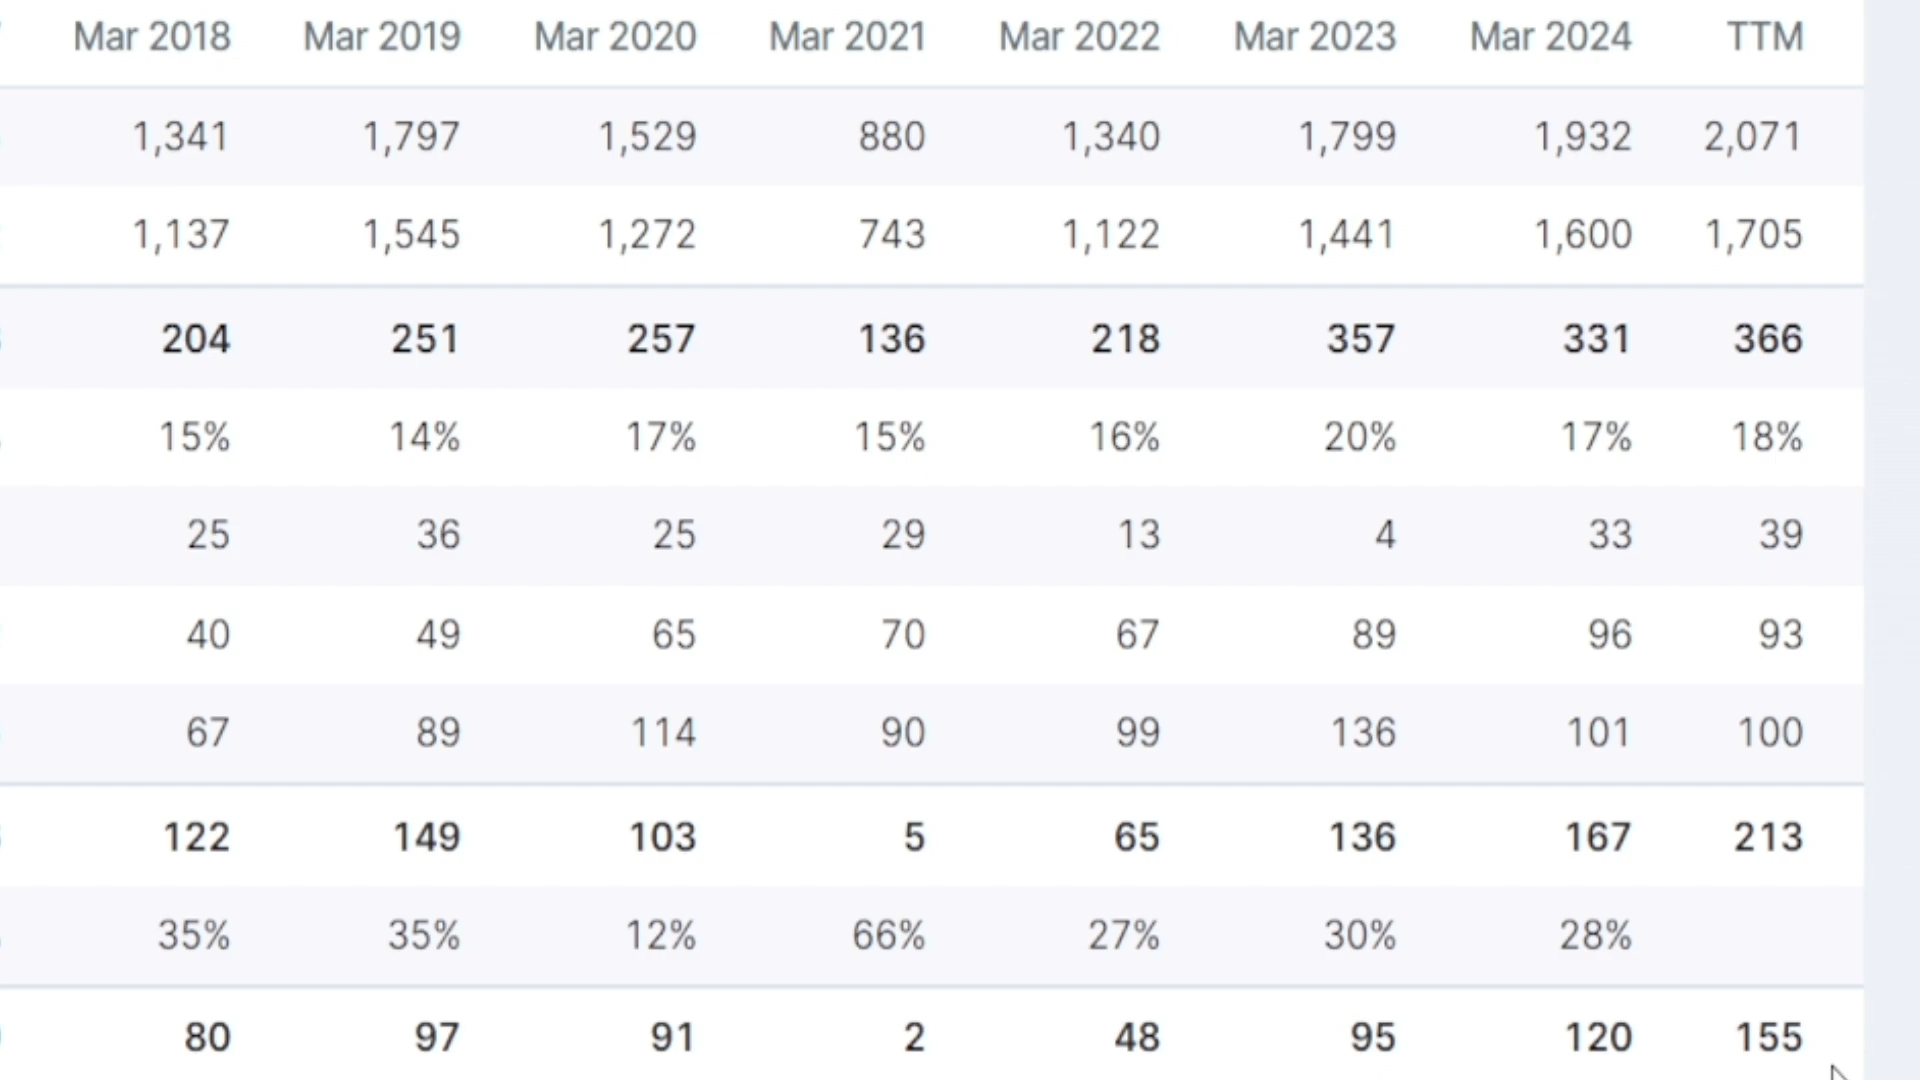 Mar 2018 Mar 2019 Mar 2020 Mar 2021 Mar 2022 Mar 2023 Mar 2024 TTM
1,341 1,797 1,529 880 1,340 1,799 1,932 2,071
1,137 1,545 1,272 743 1,122 1,441 1,600 1,705
204 251 257 136 218 357 331 366
15% 14% 17% 15% 16% 20% 17% 18%
25 36 25 29 13 4 33 39
40 49 65 70 67 89 96 93
67 89 114 90 99 136 101 100
122 149 103 5 65 136 167 213
35% 35% 12% 66% 27% 30% 28%
80 97 91 2 48 95 120 155